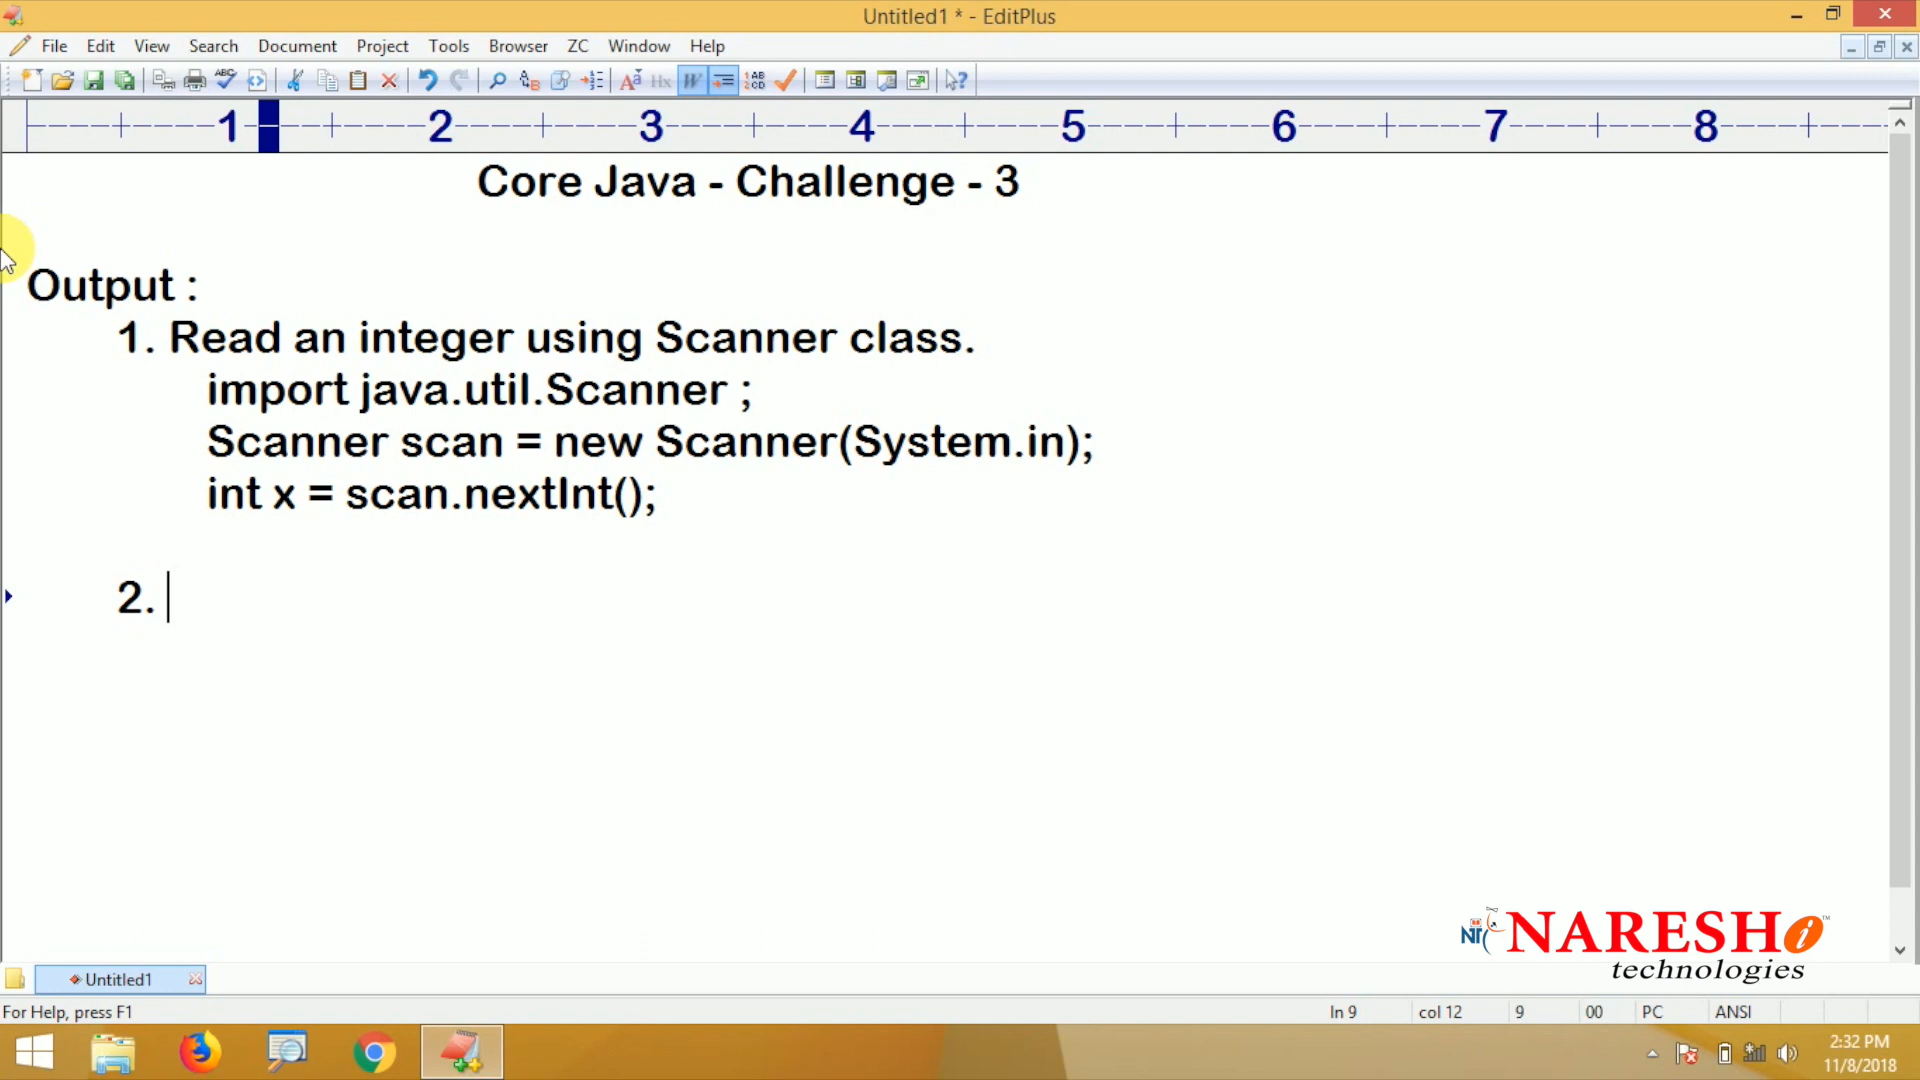 Untitled1 * - EditPlus
File Edit View Search Document Project Tools Browser ZC Window Help
1 2 3 4 5 6 7 8
Core Java - Challenge - 3
Output :
1. Read an integer using Scanner class.
import java.util.Scanner ;
Scanner scan = new Scanner(System.in);
int x = scan.nextInt();
2.
NARESHi
technologies
Untitled1
For Help, press F1 ln 9 col 12 9 00 PC ANSI
2:32 PM
11/8/2018